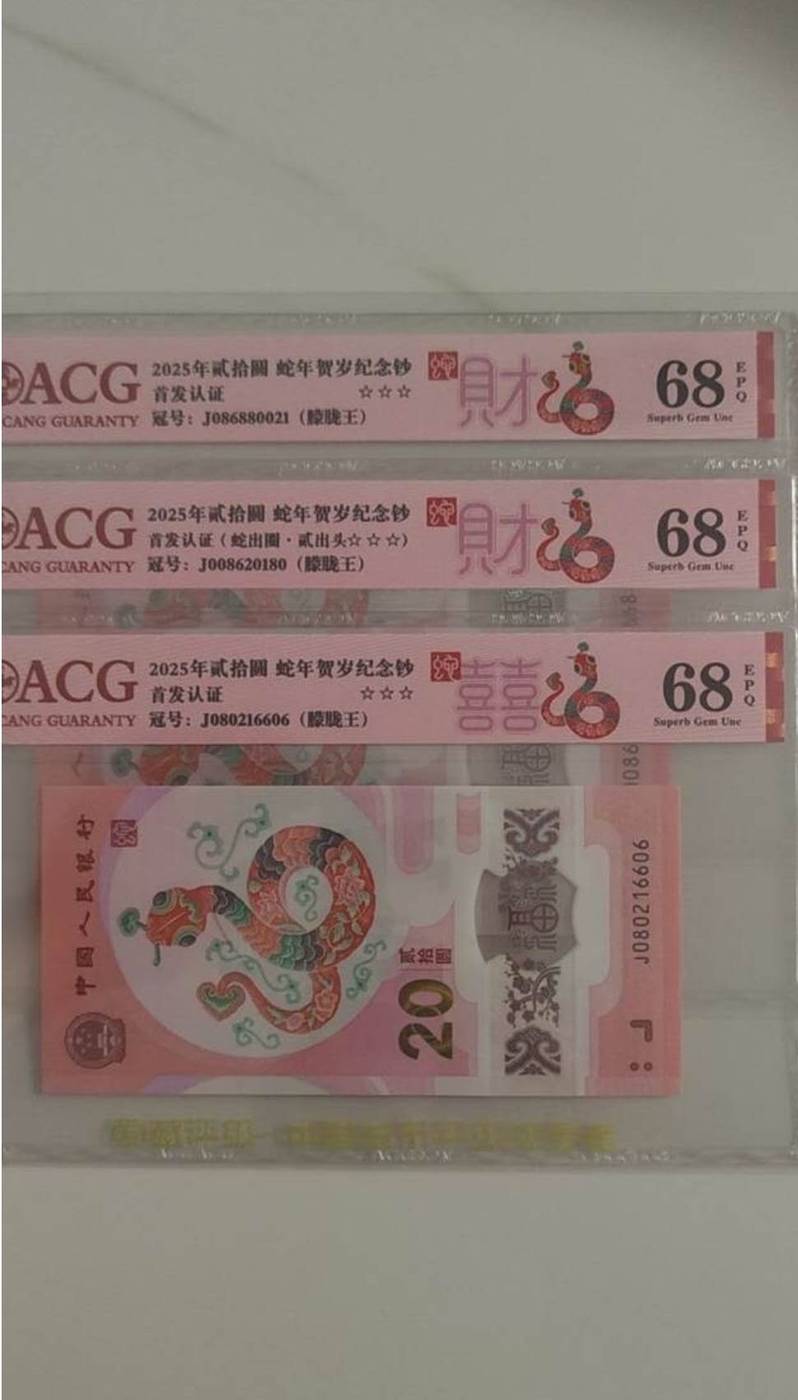 ACG
CANG GUARANTY
2025年贰拾圆 蛇年贺岁纪念钞
首发认证 ☆☆☆
冠号：J086880021（朦胧王）
財
68
EPQ
Superb Gem Unc
ACG
CANG GUARANTY
2025年贰拾圆 蛇年贺岁纪念钞
首发认证（蛇出圈·贰出头☆☆☆）
冠号：J008620180（朦胧王）
財
68
EPQ
Superb Gem Unc
ACG
CANG GUARANTY
2025年贰拾圆 蛇年贺岁纪念钞
首发认证 ☆☆☆
冠号：J080216606（朦胧王）
囍
68
EPQ
Superb Gem Unc
中国人民银行
20
贰拾圆
福
J080216606